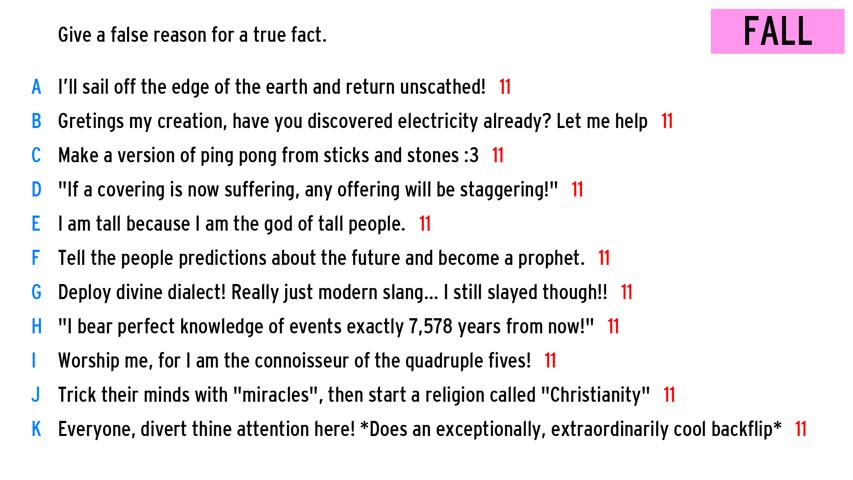 Give a false reason for a true fact.
FALL
A I'll sail off the edge of the earth and return unscathed! 11
B Gretings my creation, have you discovered electricity already? Let me help 11
C Make a version of ping pong from sticks and stones :3 11
D "If a covering is now suffering, any offering will be staggering!" 11
E I am tall because I am the god of tall people. 11
F Tell the people predictions about the future and become a prophet. 11
G Deploy divine dialect! Really just modern slang... I still slayed though!! 11
H "I bear perfect knowledge of events exactly 7,578 years from now!" 11
I Worship me, for I am the connoisseur of the quadruple fives! 11
J Trick their minds with "miracles", then start a religion called "Christianity" 11
K Everyone, divert thine attention here! *Does an exceptionally, extraordinarily cool backflip* 11